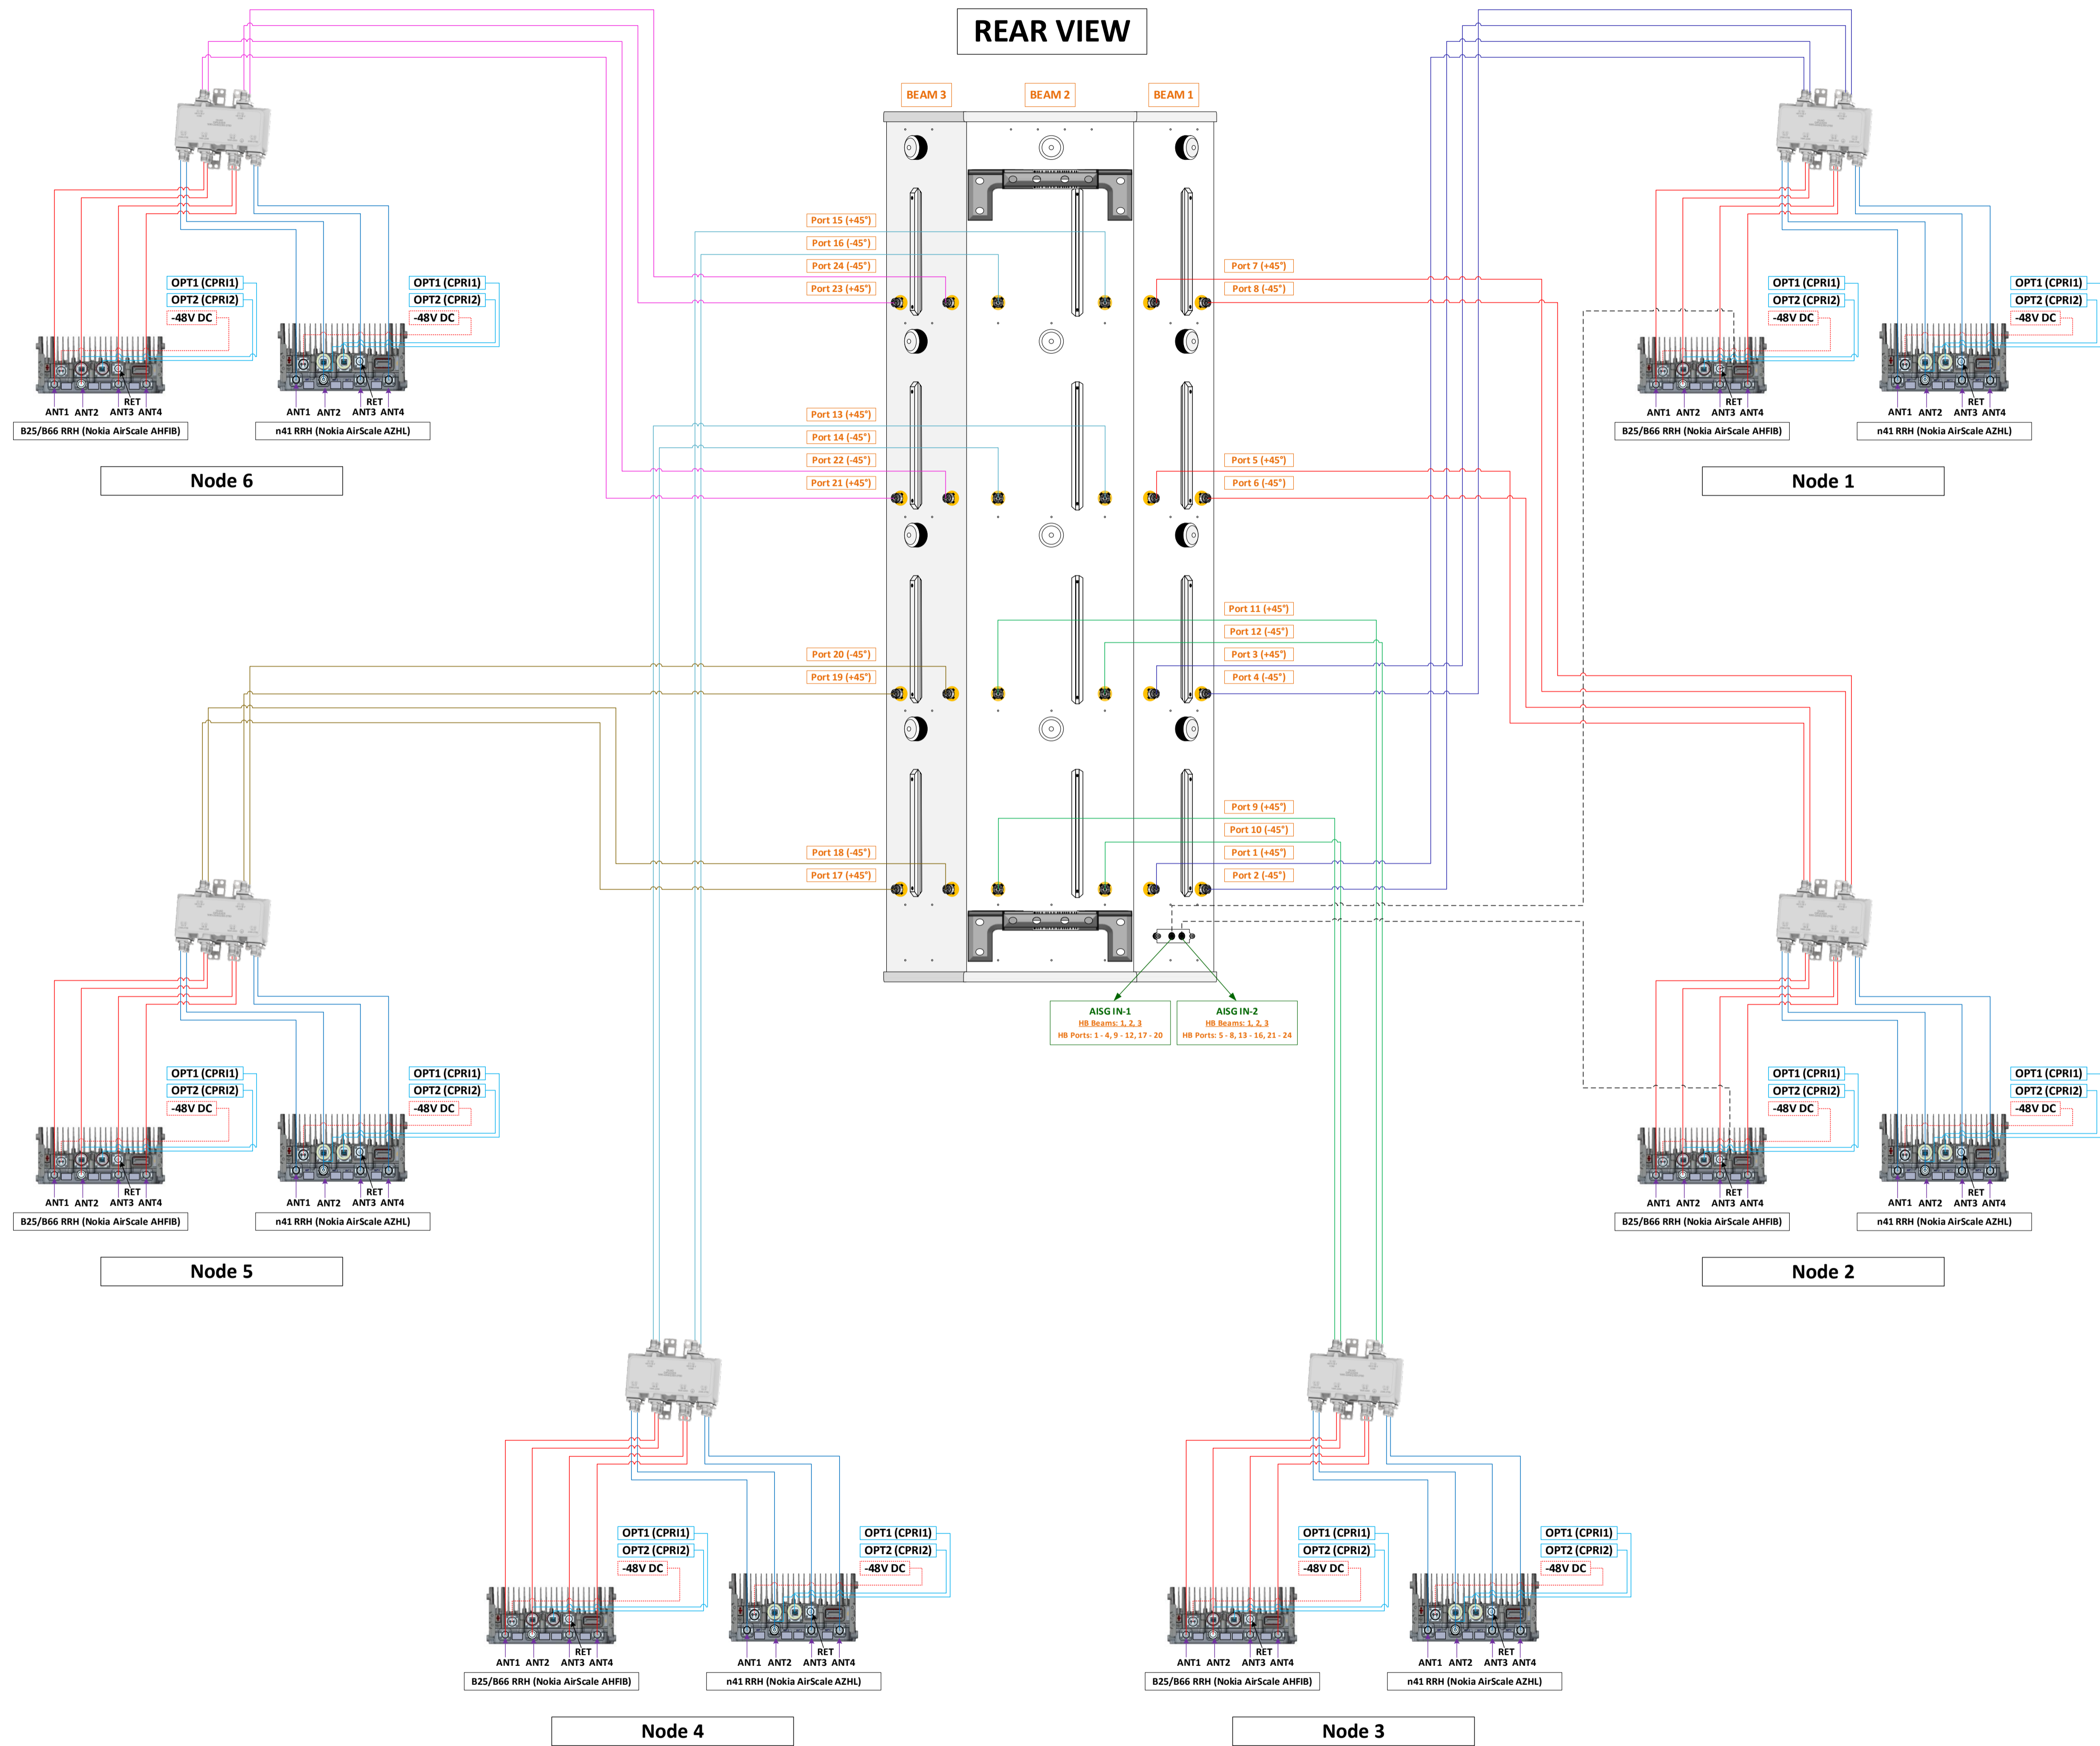 REAR VIEW
BEAM 3
BEAM 2
BEAM 1
Port 15 (+45°)
Port 16 (-45°)
Port 24 (-45°)
Port 23 (+45°)
Port 7 (+45°)
Port 8 (-45°)
Port 13 (+45°)
Port 14 (-45°)
Port 22 (-45°)
Port 21 (+45°)
Port 5 (+45°)
Port 6 (-45°)
Port 11 (+45°)
Port 12 (-45°)
Port 20 (-45°)
Port 19 (+45°)
Port 3 (+45°)
Port 4 (-45°)
Port 9 (+45°)
Port 10 (-45°)
Port 18 (-45°)
Port 17 (+45°)
Port 1 (+45°)
Port 2 (-45°)
AISG IN-1
HB Beams: 1, 2, 3
HB Ports: 1 - 4, 9 - 12, 17 - 20
AISG IN-2
HB Beams: 1, 2, 3
HB Ports: 5 - 8, 13 - 16, 21 - 24
OPT1 (CPRI1)
OPT2 (CPRI2)
-48V DC
OPT1 (CPRI1)
OPT2 (CPRI2)
-48V DC
RET
ANT1 ANT2 ANT3 ANT4
RET
ANT1 ANT2 ANT3 ANT4
B25/B66 RRH (Nokia AirScale AHFIB)
n41 RRH (Nokia AirScale AZHL)
Node 6
OPT1 (CPRI1)
OPT2 (CPRI2)
-48V DC
OPT1 (CPRI1)
OPT2 (CPRI2)
-48V DC
RET
ANT1 ANT2 ANT3 ANT4
RET
ANT1 ANT2 ANT3 ANT4
B25/B66 RRH (Nokia AirScale AHFIB)
n41 RRH (Nokia AirScale AZHL)
Node 1
OPT1 (CPRI1)
OPT2 (CPRI2)
-48V DC
OPT1 (CPRI1)
OPT2 (CPRI2)
-48V DC
RET
ANT1 ANT2 ANT3 ANT4
RET
ANT1 ANT2 ANT3 ANT4
B25/B66 RRH (Nokia AirScale AHFIB)
n41 RRH (Nokia AirScale AZHL)
Node 5
OPT1 (CPRI1)
OPT2 (CPRI2)
-48V DC
OPT1 (CPRI1)
OPT2 (CPRI2)
-48V DC
RET
ANT1 ANT2 ANT3 ANT4
RET
ANT1 ANT2 ANT3 ANT4
B25/B66 RRH (Nokia AirScale AHFIB)
n41 RRH (Nokia AirScale AZHL)
Node 2
OPT1 (CPRI1)
OPT2 (CPRI2)
-48V DC
OPT1 (CPRI1)
OPT2 (CPRI2)
-48V DC
RET
ANT1 ANT2 ANT3 ANT4
RET
ANT1 ANT2 ANT3 ANT4
B25/B66 RRH (Nokia AirScale AHFIB)
n41 RRH (Nokia AirScale AZHL)
Node 4
OPT1 (CPRI1)
OPT2 (CPRI2)
-48V DC
OPT1 (CPRI1)
OPT2 (CPRI2)
-48V DC
RET
ANT1 ANT2 ANT3 ANT4
RET
ANT1 ANT2 ANT3 ANT4
B25/B66 RRH (Nokia AirScale AHFIB)
n41 RRH (Nokia AirScale AZHL)
Node 3